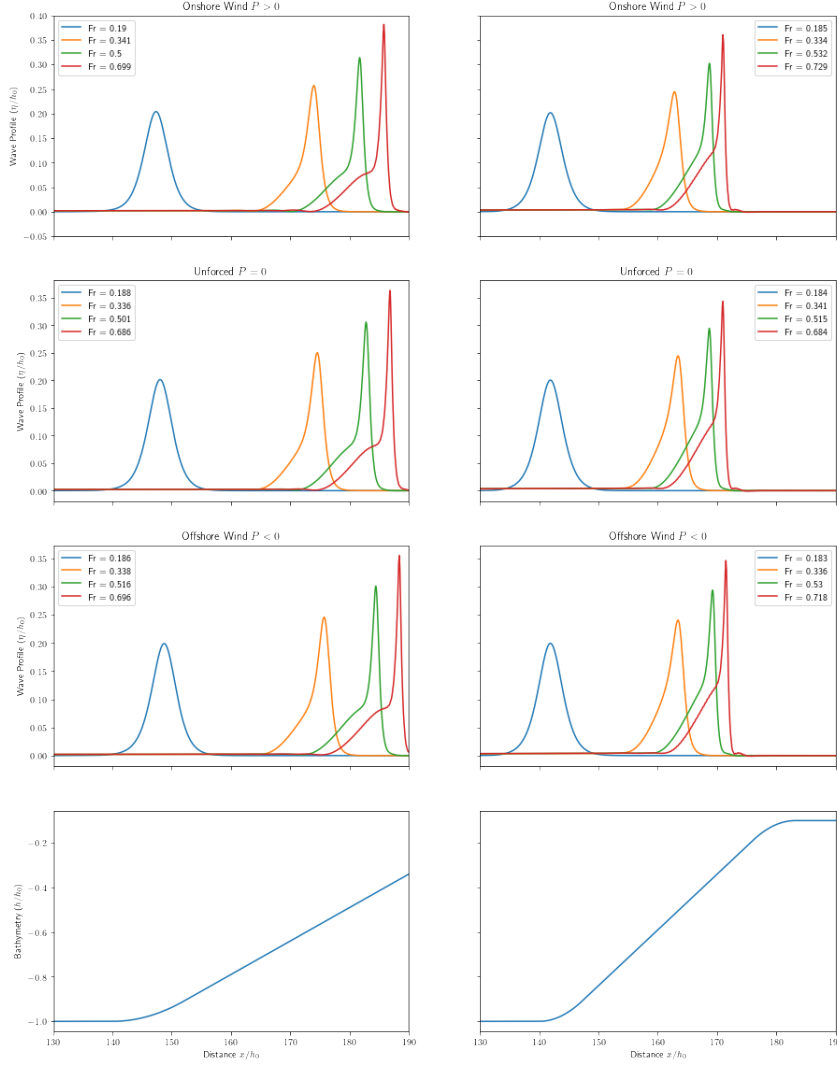 Onshore Wind P > 0
Wave Profile (η/h₀)
0.40
0.35
0.30
0.25
0.20
0.15
0.10
0.05
0.00
−0.05
Fr = 0.19
Fr = 0.341
Fr = 0.5
Fr = 0.699
Onshore Wind P > 0
Fr = 0.185
Fr = 0.334
Fr = 0.532
Fr = 0.729
Unforced P = 0
Wave Profile (η/h₀)
0.35
0.30
0.25
0.20
0.15
0.10
0.05
0.00
Fr = 0.188
Fr = 0.336
Fr = 0.501
Fr = 0.686
Unforced P = 0
Fr = 0.184
Fr = 0.341
Fr = 0.515
Fr = 0.684
Offshore Wind P < 0
Wave Profile (η/h₀)
0.35
0.30
0.25
0.20
0.15
0.10
0.05
0.00
Fr = 0.186
Fr = 0.338
Fr = 0.516
Fr = 0.696
Offshore Wind P < 0
Fr = 0.183
Fr = 0.336
Fr = 0.53
Fr = 0.718
Bathymetry (h/h₀)
−0.2
−0.4
−0.6
−0.8
−1.0
130 140 150 160 170 180 190
Distance x/h₀
130 140 150 160 170 180 190
Distance x/h₀